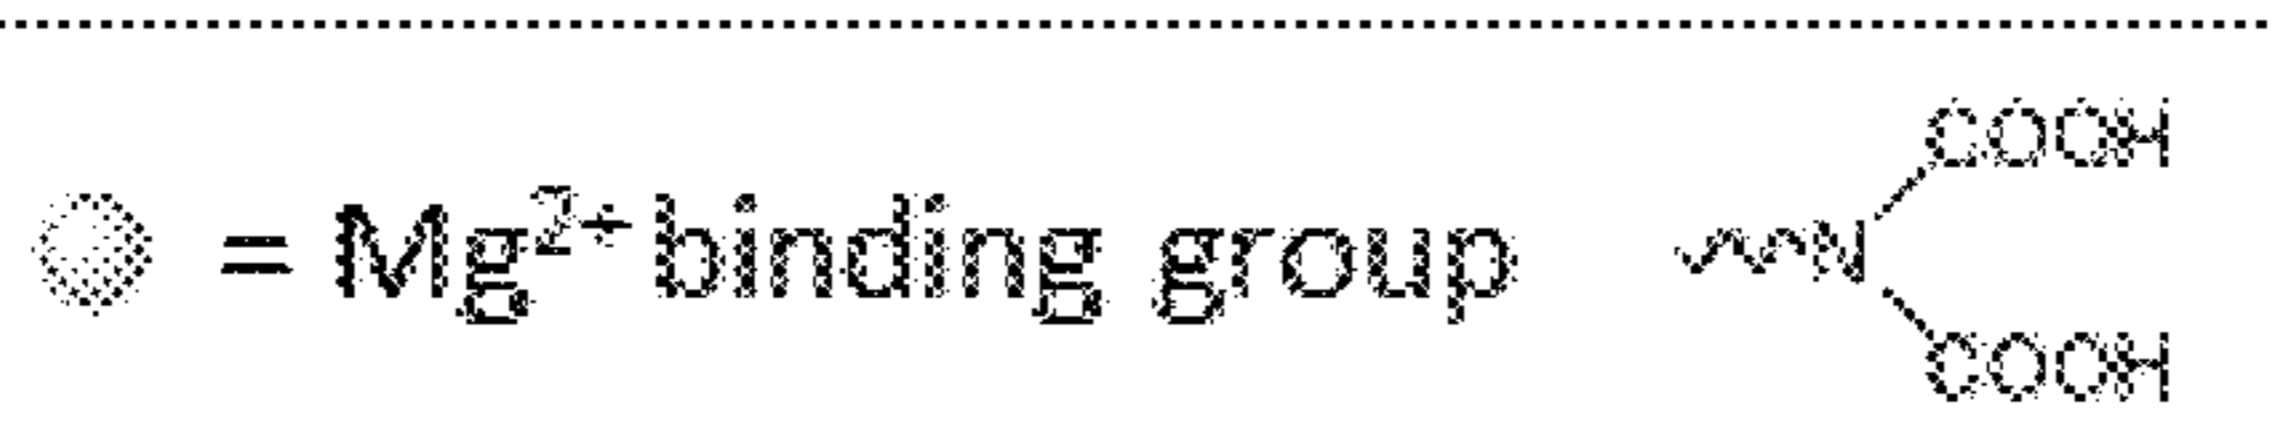 COOH
= Mg²⁺ binding group N
COOH